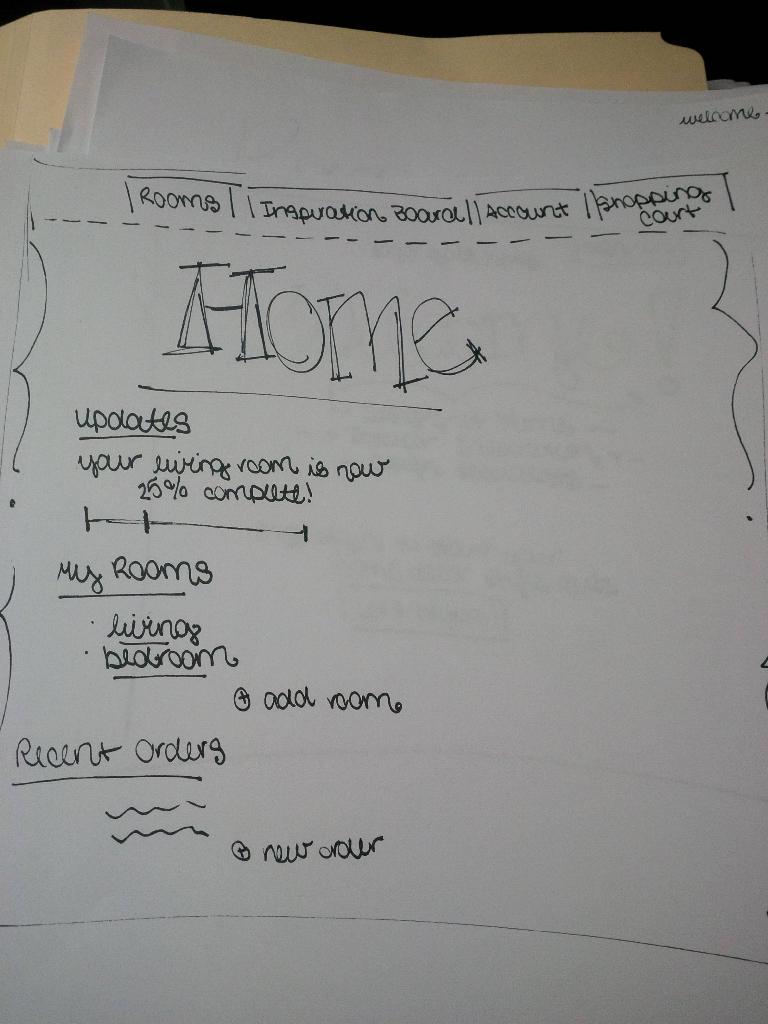 welcome
Rooms Inspiration Board Account Shopping
cart
Home
updates
your living room is now
25% complete!
My Rooms
· living
· bedroom
+ add room
Recent Orders
+ new order